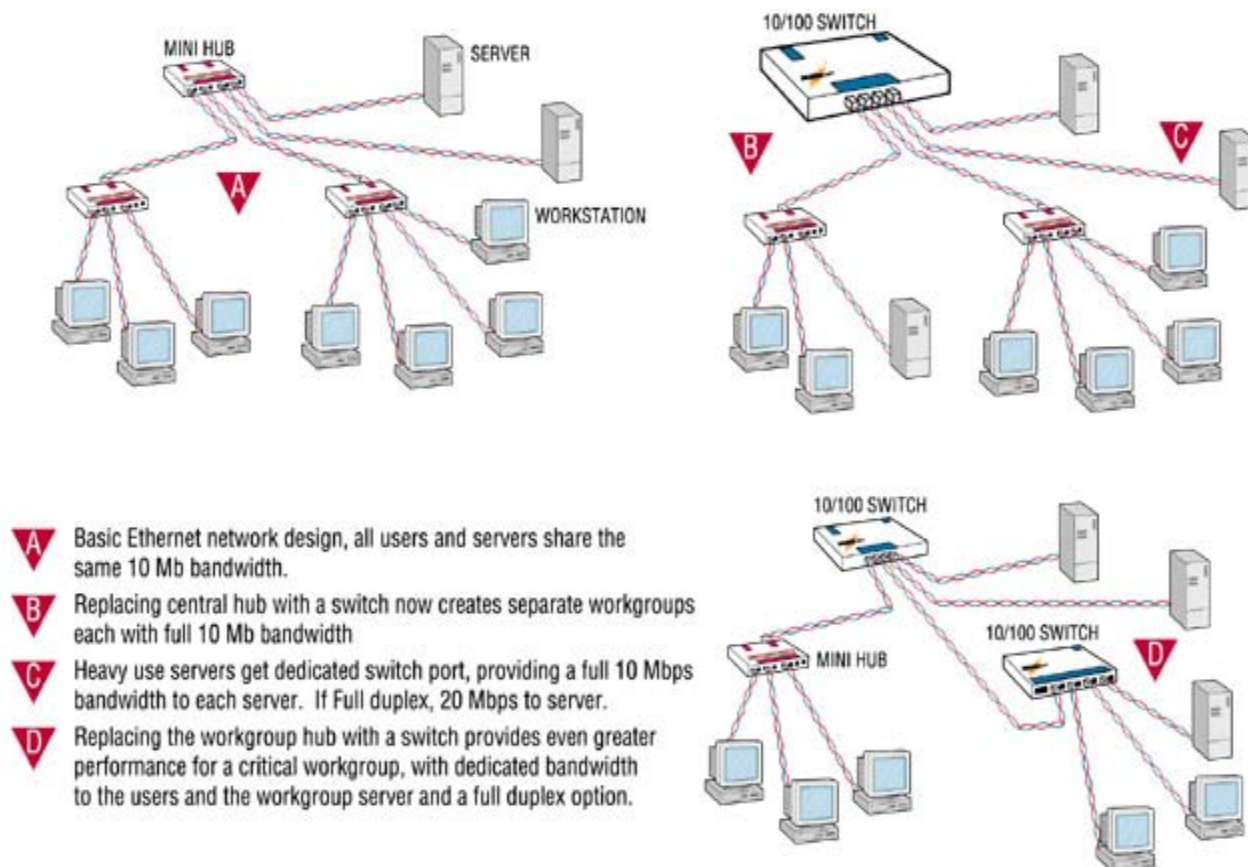 MINI HUB
SERVER
A
WORKSTATION
10/100 SWITCH
B
C
A Basic Ethernet network design, all users and servers share the
same 10 Mb bandwidth.
B Replacing central hub with a switch now creates separate workgroups
each with full 10 Mb bandwidth
C Heavy use servers get dedicated switch port, providing a full 10 Mbps
bandwidth to each server. If Full duplex, 20 Mbps to server.
D Replacing the workgroup hub with a switch provides even greater
performance for a critical workgroup, with dedicated bandwidth
to the users and the workgroup server and a full duplex option.
10/100 SWITCH
MINI HUB
10/100 SWITCH
D